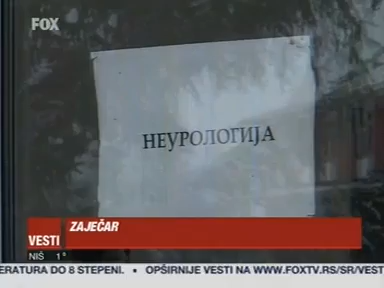 FOX
НЕУРОЛОГИЈА
ZAJEČAR
VESTI
NIŠ 1°
ERATURA DO 8 STEPENI. • OPŠIRNIJE VESTI NA WWW.FOXTV.RS/SR/VEST